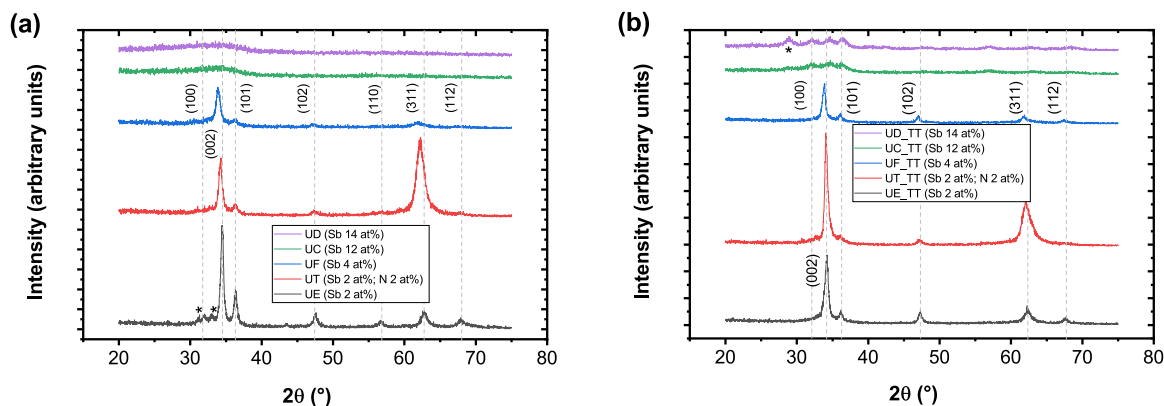 (a)
Intensity (arbitrary units)
(100)
(002)
(101)
(102)
(110)
(311)
(112)
UD (Sb 14 at%)
UC (Sb 12 at%)
UF (Sb 4 at%)
UT (Sb 2 at%; N 2 at%)
UE (Sb 2 at%)
* *
20 30 40 50 60 70 80
2θ (°)
(b)
Intensity (arbitrary units)
*
(100)
(101)
(102)
(311)
(112)
UD_TT (Sb 14 at%)
UC_TT (Sb 12 at%)
UF_TT (Sb 4 at%)
UT_TT (Sb 2 at%; N 2 at%)
UE_TT (Sb 2 at%)
(002)
20 30 40 50 60 70 80
2θ (°)